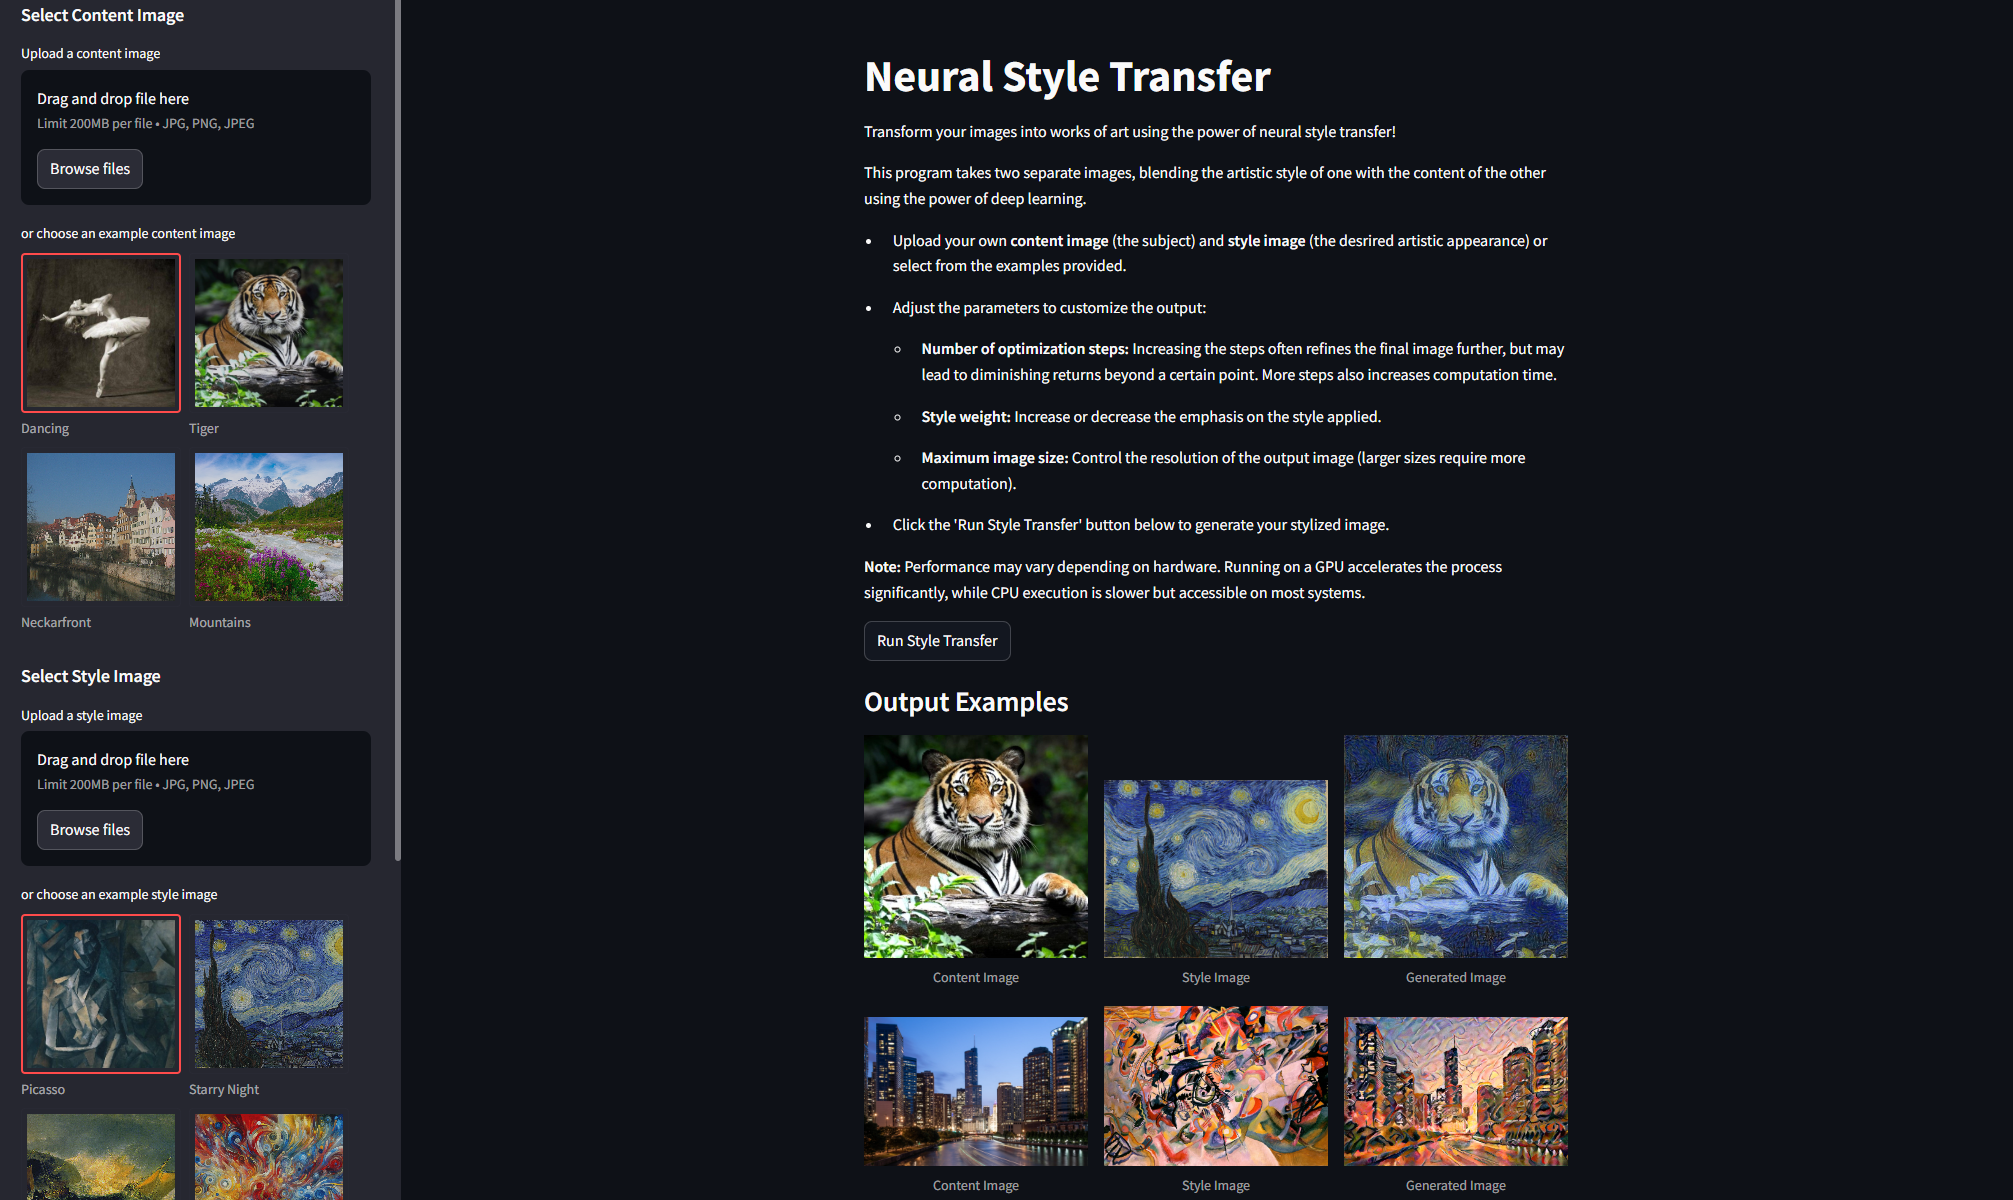 Select Content Image
Upload a content image
Drag and drop file here
Limit 200MB per file • JPG, PNG, JPEG
Browse files
or choose an example content image
Dancing
Tiger
Neckarfront
Mountains
Select Style Image
Upload a style image
Drag and drop file here
Limit 200MB per file • JPG, PNG, JPEG
Browse files
or choose an example style image
Picasso
Starry Night
Neural Style Transfer
Transform your images into works of art using the power of neural style transfer!
This program takes two separate images, blending the artistic style of one with the content of the other
using the power of deep learning.
• Upload your own content image (the subject) and style image (the desrired artistic appearance) or
select from the examples provided.
• Adjust the parameters to customize the output:
◦ Number of optimization steps: Increasing the steps often refines the final image further, but may
lead to diminishing returns beyond a certain point. More steps also increases computation time.
◦ Style weight: Increase or decrease the emphasis on the style applied.
◦ Maximum image size: Control the resolution of the output image (larger sizes require more
computation).
• Click the 'Run Style Transfer' button below to generate your stylized image.
Note: Performance may vary depending on hardware. Running on a GPU accelerates the process
significantly, while CPU execution is slower but accessible on most systems.
Run Style Transfer
Output Examples
Content Image
Style Image
Generated Image
Content Image
Style Image
Generated Image